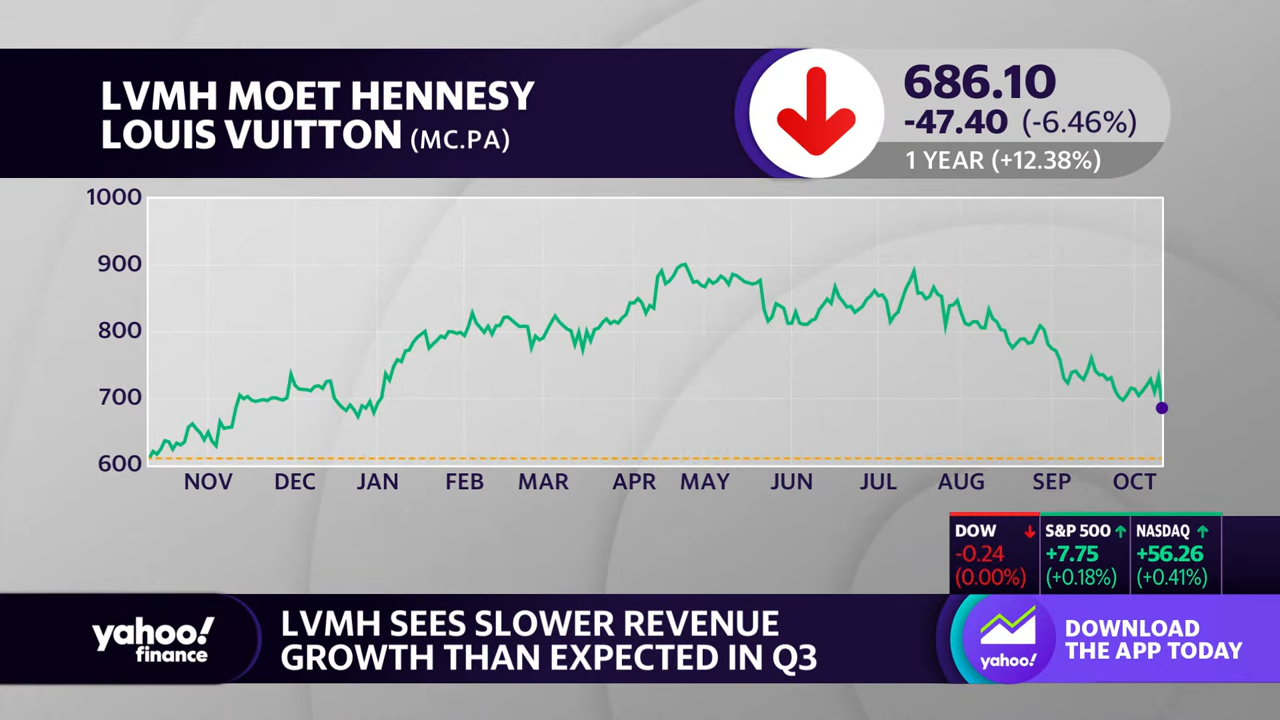 LVMH MOET HENNESY
LOUIS VUITTON (MC.PA)
686.10
-47.40 (-6.46%)
1 YEAR (+12.38%)
1000
900
800
700
600
NOV DEC JAN FEB MAR APR MAY JUN JUL AUG SEP OCT
DOW
-0.24
(0.00%)
S&P 500
+7.75
(+0.18%)
NASDAQ
+56.26
(+0.41%)
yahoo!
finance
LVMH SEES SLOWER REVENUE
GROWTH THAN EXPECTED IN Q3
yahoo!
DOWNLOAD
THE APP TODAY